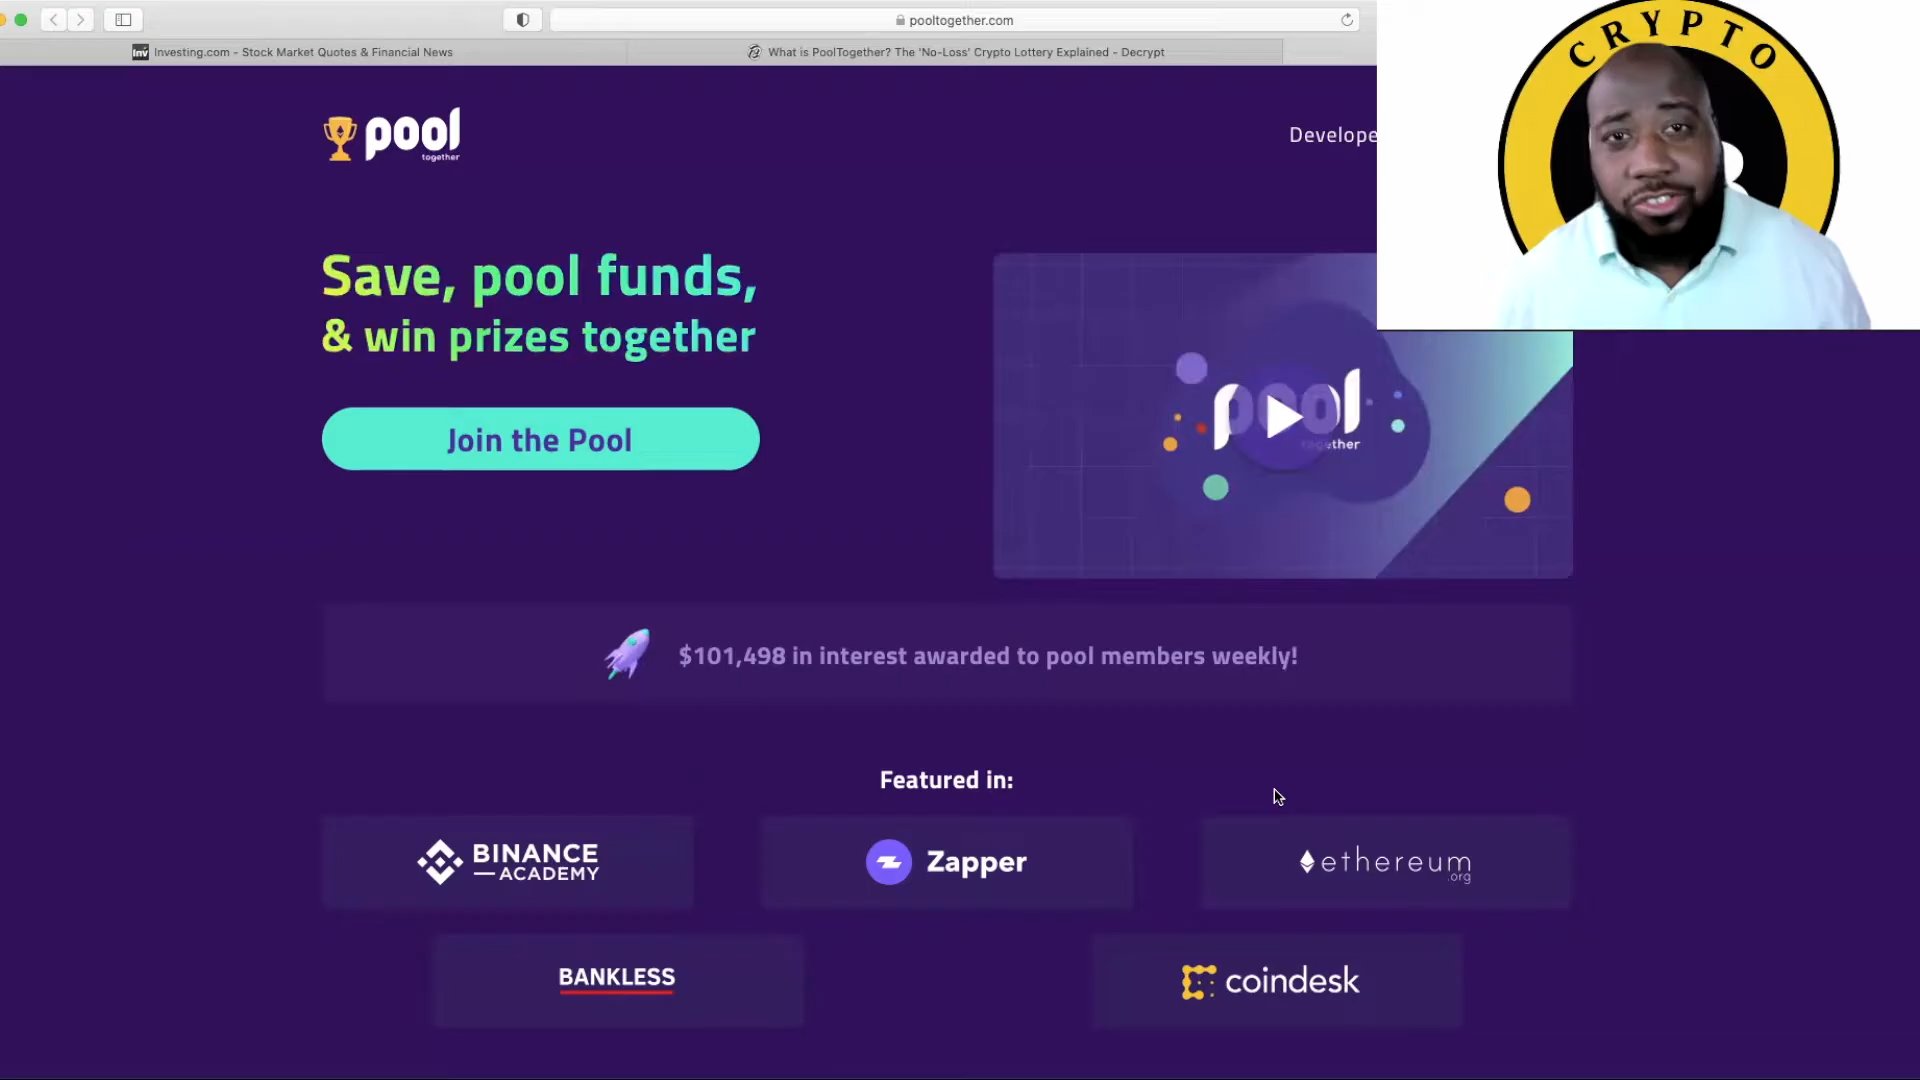 pooltogether.com
Investing.com - Stock Market Quotes & Financial News
What is PoolTogether? The 'No-Loss' Crypto Lottery Explained - Decrypt
CRYPTO
pool
together
Save, pool funds,
& win prizes together
Join the Pool
pool
together
$101,498 in interest awarded to pool members weekly!
Featured in:
BINANCE
ACADEMY
Zapper
ethereum
.org
BANKLESS
coindesk